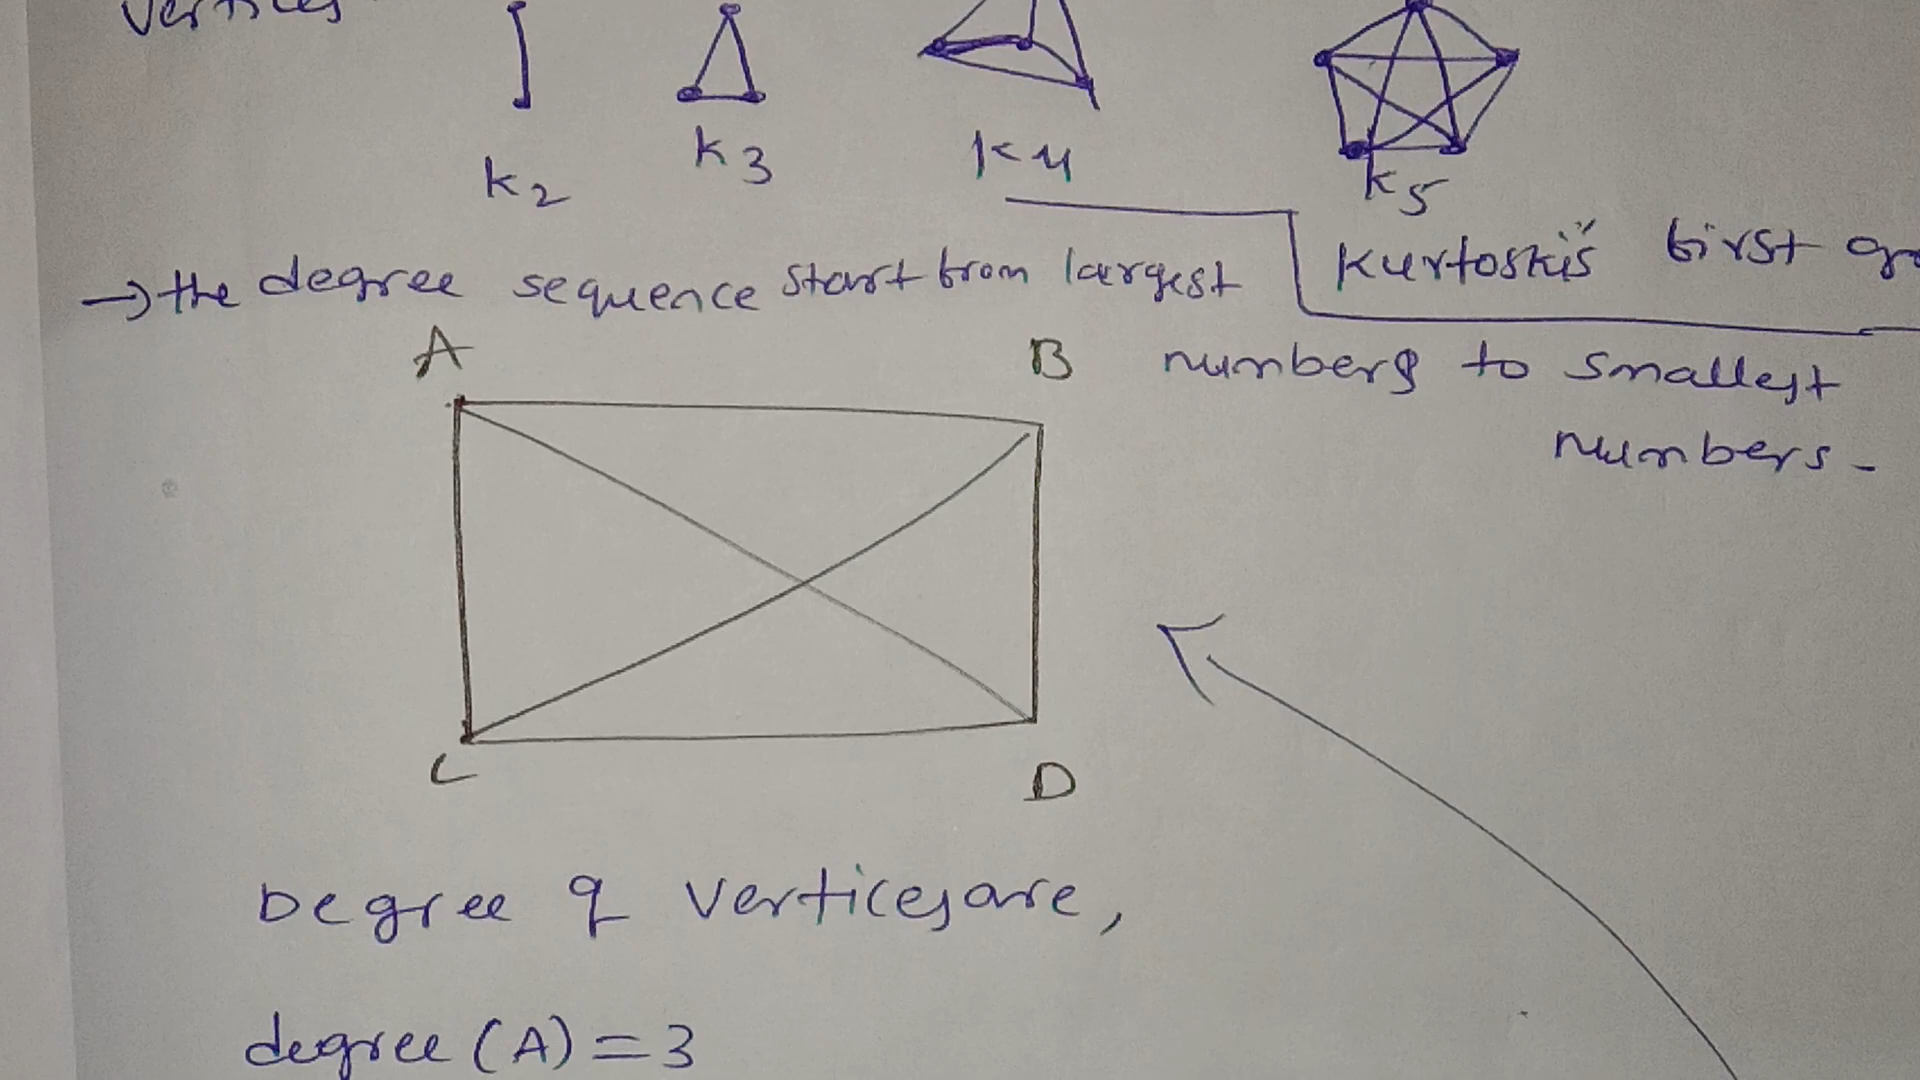 vertices
K2
K3
K4
K5
→ the degree sequence start from largest
Kurtoski's first
numbers to smallest
numbers.
A
B
C
D
Degree of vertices are,
degree (A) = 3